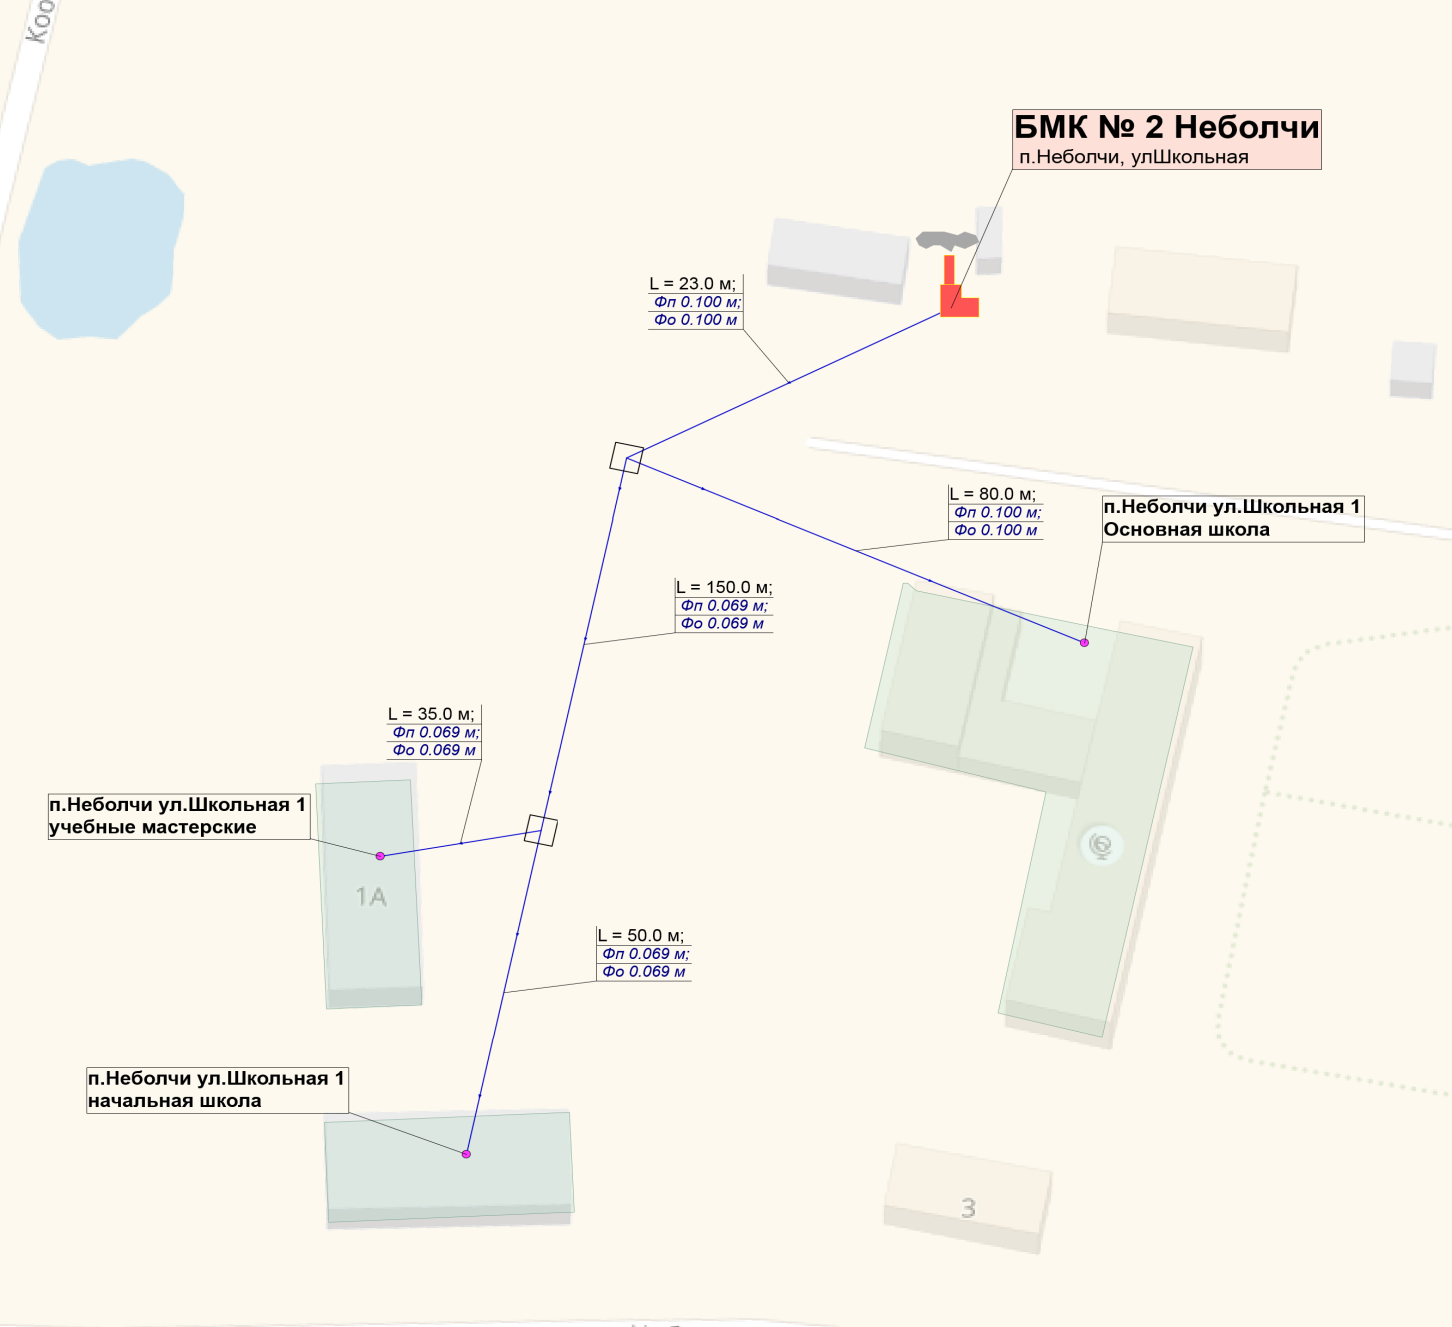 Коо
БМК № 2 Неболчи
п.Неболчи, улШкольная
L = 23.0 м;
Фп 0.100 м;
Фо 0.100 м
L = 80.0 м;
Фп 0.100 м;
Фо 0.100 м
п.Неболчи ул.Школьная 1
Основная школа
L = 150.0 м;
Фп 0.069 м;
Фо 0.069 м
L = 35.0 м;
Фп 0.069 м;
Фо 0.069 м
п.Неболчи ул.Школьная 1
учебные мастерские
1А
L = 50.0 м;
Фп 0.069 м;
Фо 0.069 м
п.Неболчи ул.Школьная 1
начальная школа
3